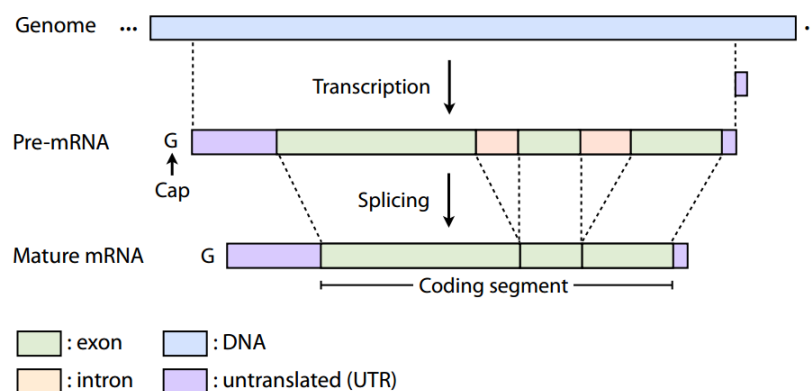 Genome ... .
Transcription
Pre-mRNA G
Cap
Splicing
Mature mRNA G
Coding segment
: exon : DNA
: intron : untranslated (UTR)